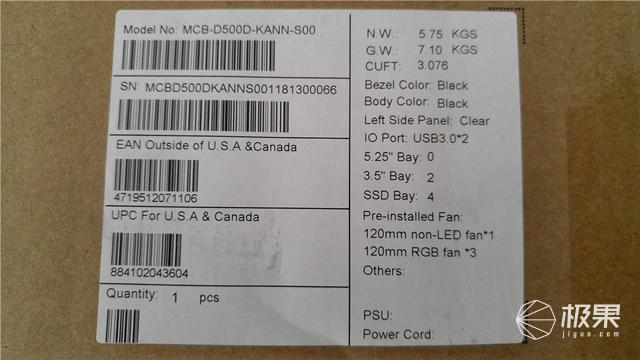 Model No: MCB-D500D-KANN-S00
SN: MCBD500DKANNS001181300066
EAN Outside of U.S.A &Canada
4719512071106
UPC For U.S.A & Canada
884102043604
Quantity: 1 pcs
N.W.: 5.75 KGS
G.W.: 7.10 KGS
CUFT: 3.076
Bezel Color: Black
Body Color: Black
Left Side Panel: Clear
IO Port: USB3.0*2
5.25" Bay: 0
3.5" Bay: 2
SSD Bay: 4
Pre-installed Fan:
120mm non-LED fan*1
120mm RGB fan *3
Others:
PSU:
Power Cord:
极果
jiguo.com